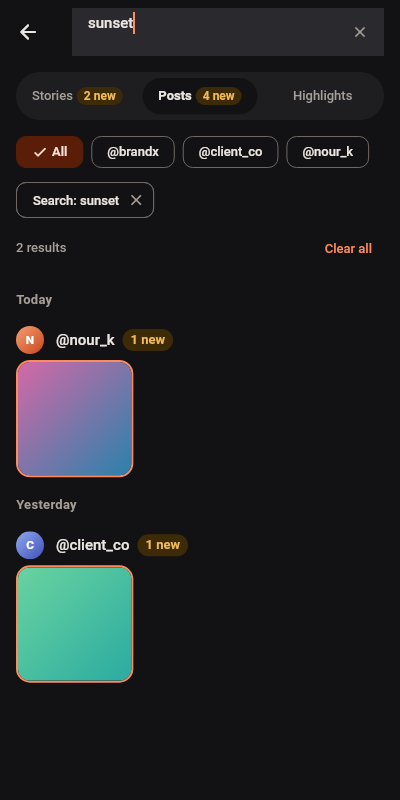 sunset
Stories 2 new Posts 4 new Highlights
All @brandx @client_co @nour_k
Search: sunset
2 results Clear all
Today
N @nour_k 1 new
Yesterday
C @client_co 1 new